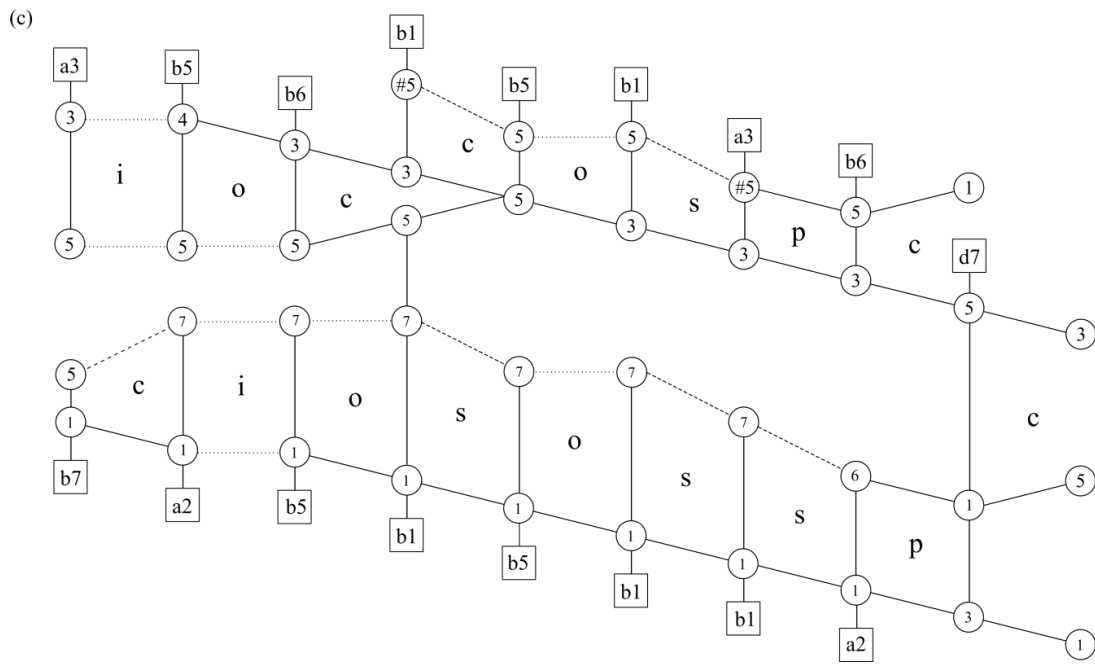 (c)
b1
a3 b5 b5 b1
b6 #5 a3
3 4 5 5 b6
3 c #5 1
i o c 3 o s 5
5 5 p c d7
5 5 5 3 3 3 5
7 7 7 3
5 7 7
c i o s 7
1 o c
1 1 s 6 5
b7 1 s 1
a2 b5 1 p
b1 1
b5 1 1
b1 3
b1 a2 1